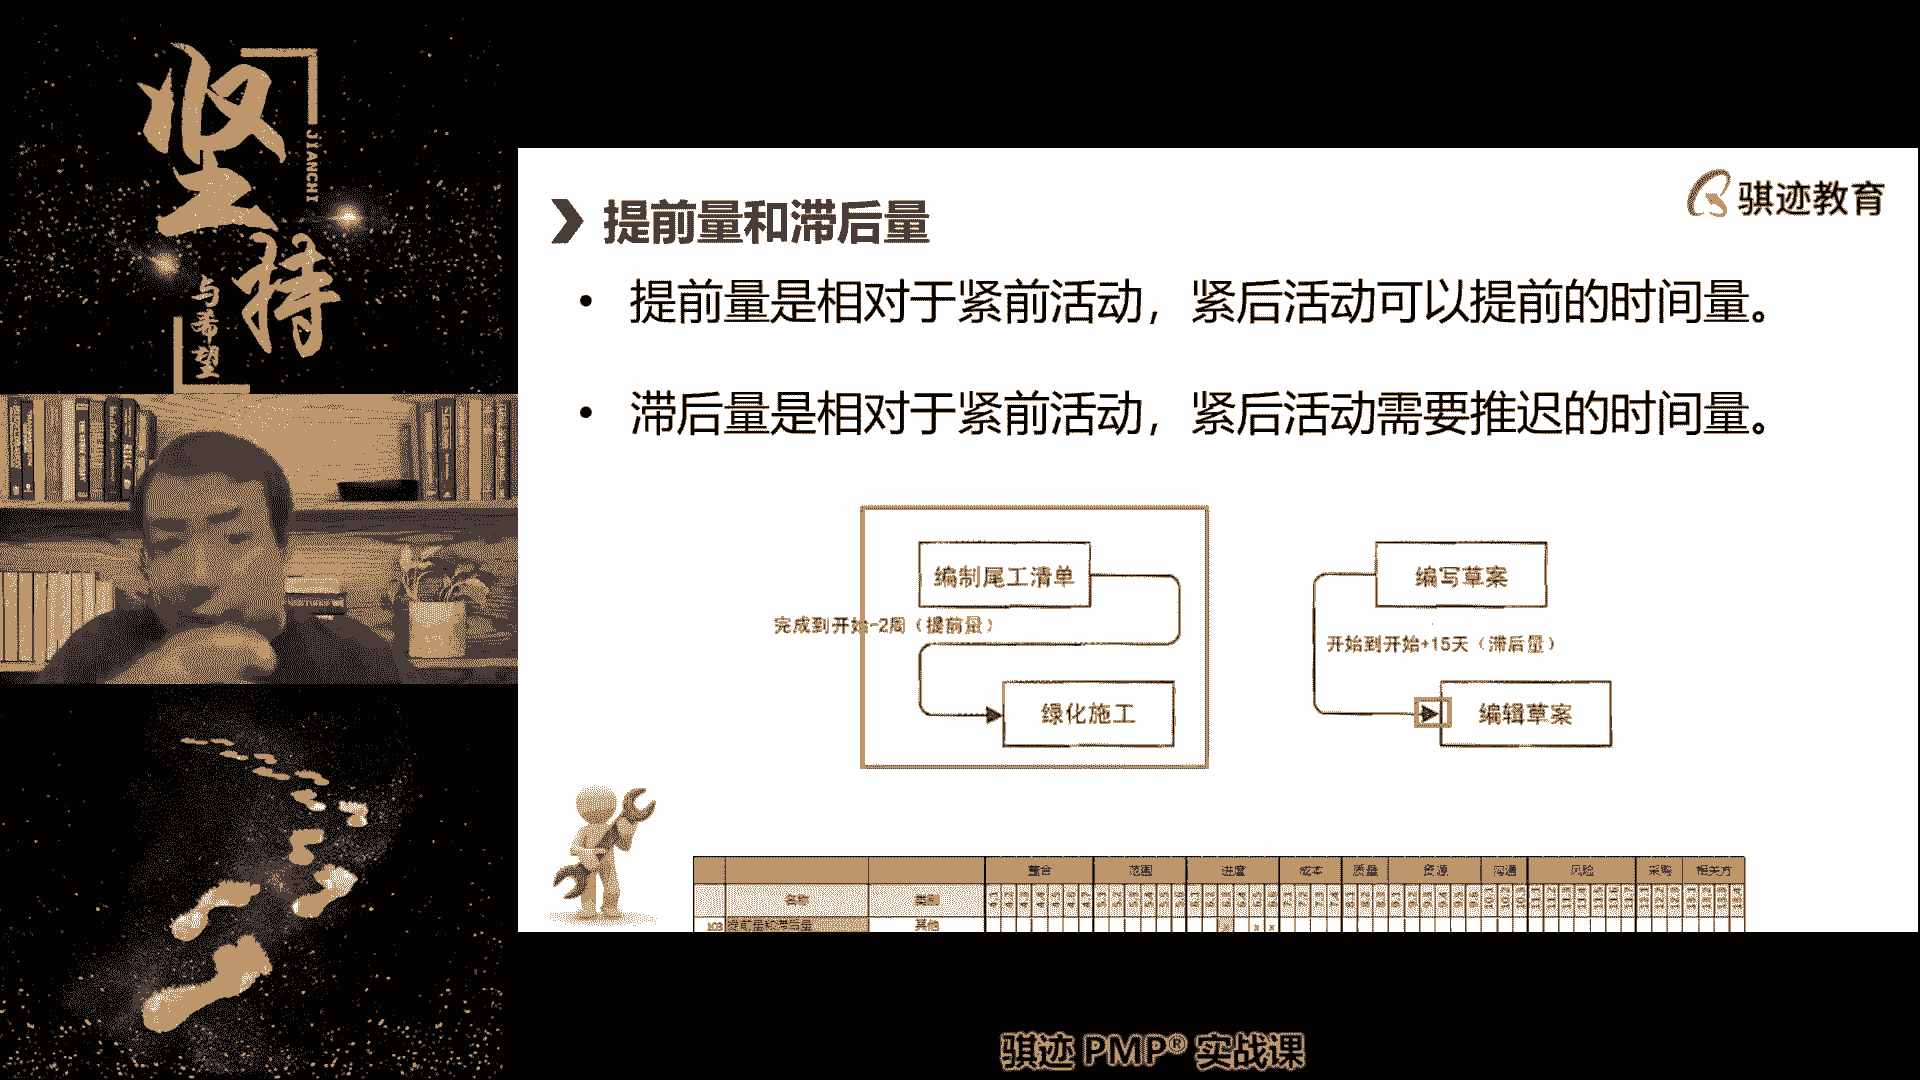 坚持
JIANCHI
与希望
骐迹教育
提前量和滞后量
• 提前量是相对于紧前活动，紧后活动可以提前的时间量。
• 滞后量是相对于紧前活动，紧后活动需要推迟的时间量。
编制尾工清单
完成到开始-2周（提前量）
绿化施工
编写草案
开始到开始+15天（滞后量）
编辑草案
整合 范围 进度 成本 质量 资源 沟通 风险 采购 相关方
名称 类别
103 提前量和滞后量 其他
骐迹 PMP® 实战课